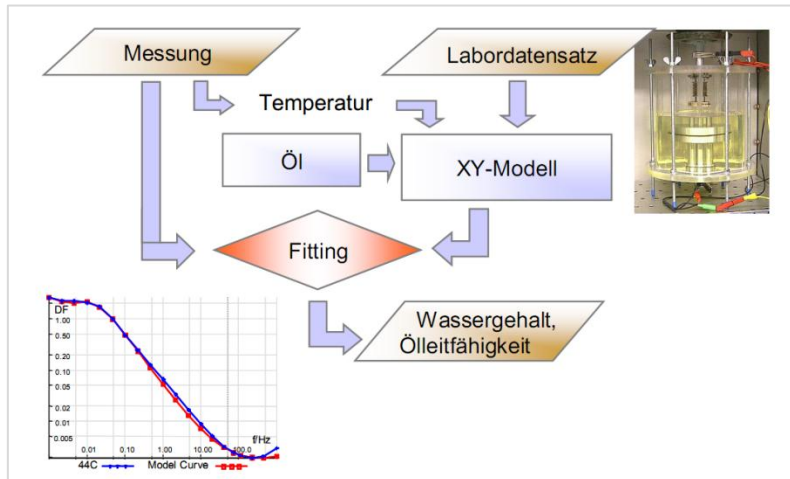 Messung
Labordatensatz
Temperatur
Öl
XY-Modell
Fitting
Wassergehalt,
Ölleitfähigkeit
DF
1.00
0.50
0.20
0.10
0.05
0.02
0.01
0.005
f/Hz
0.01 0.10 1.00 10.00 100.0
44C Model Curve